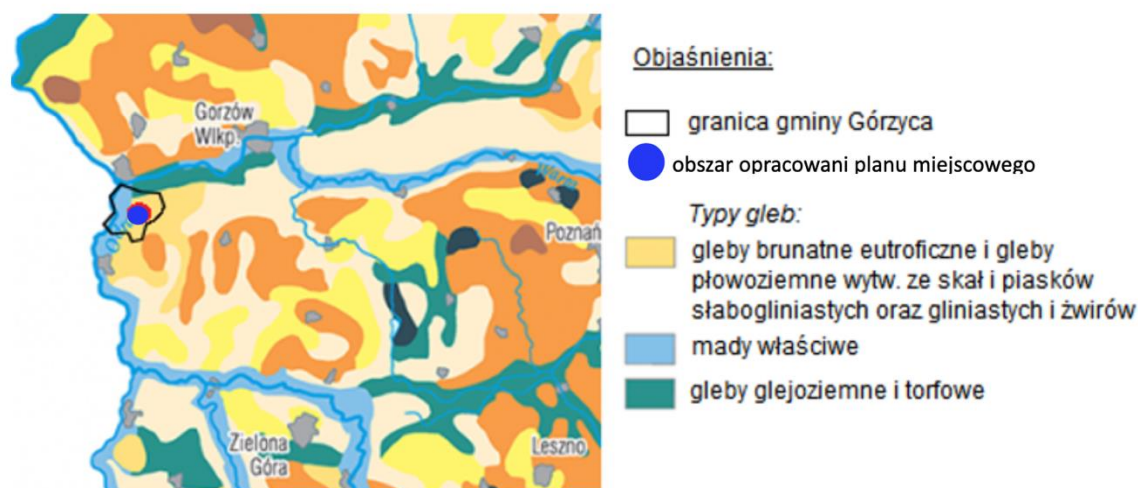 Gorzów
Wlkp.
Poznań
Zielona
Góra
Leszno
Objaśnienia:
granica gminy Górzyca
obszar opracowani planu miejscowego
Typy gleb:
gleby brunatne eutroficzne i gleby
płowoziemne wytw. ze skał i piasków
słabogliniastych oraz gliniastych i żwirów
mady właściwe
gleby glejoziemne i torfowe